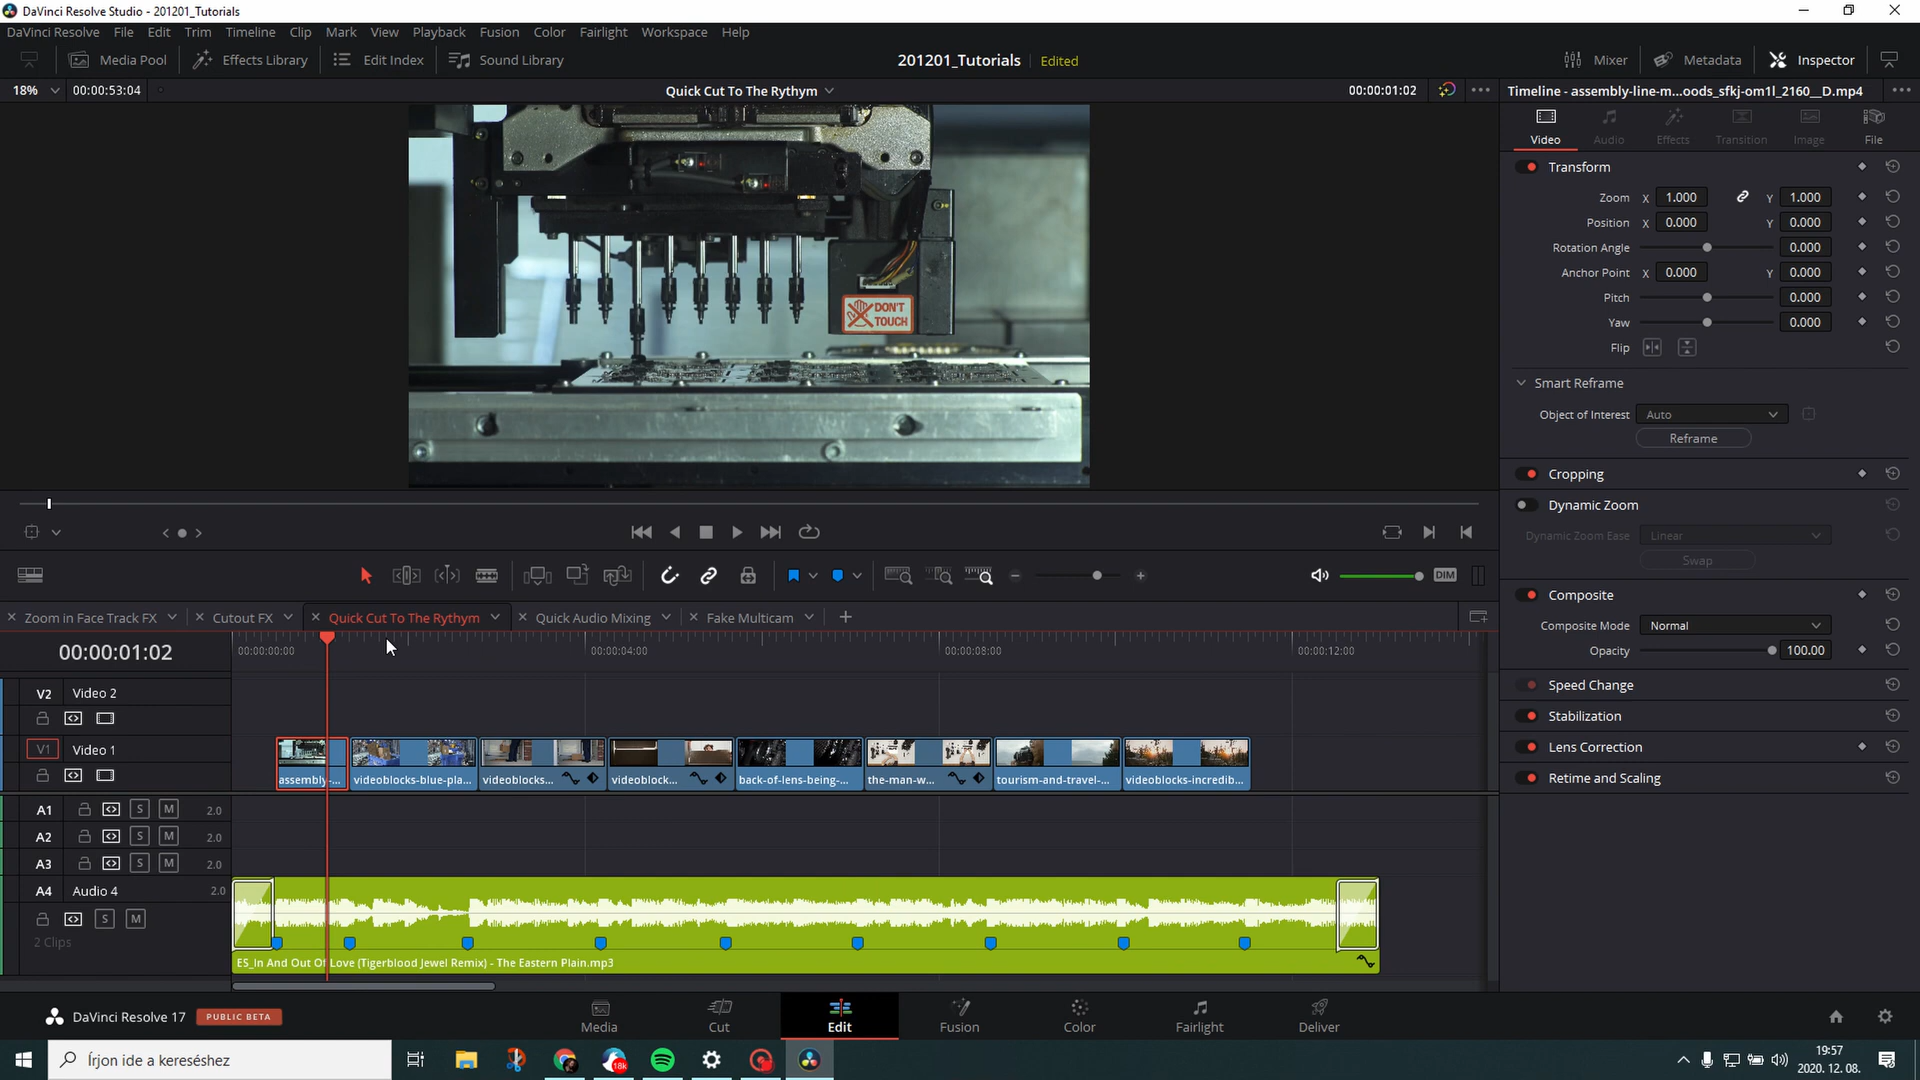 DaVinci Resolve Studio - 201201_Tutorials
DaVinci Resolve File Edit Trim Timeline Clip Mark View Playback Fusion Color Fairlight Workspace Help
Media Pool Effects Library Edit Index Sound Library 201201_Tutorials Edited Mixer Metadata Inspector
18% 00:00:53:04 Quick Cut To The Rythym 00:00:01:02 Timeline - assembly-line-m...oods_sfkj-om1l_2160__D.mp4
Video Audio Effects Transition Image File
Transform
Zoom X 1.000 Y 1.000
Position X 0.000 Y 0.000
Rotation Angle 0.000
Anchor Point X 0.000 Y 0.000
Pitch 0.000
Yaw 0.000
Flip
DON'T
TOUCH
Smart Reframe
Object of Interest Auto
Reframe
Cropping
Dynamic Zoom
Dynamic Zoom Ease Linear
Swap
Composite
Composite Mode Normal
Opacity 100.00
Speed Change
Stabilization
Lens Correction
Retime and Scaling
DIM
Zoom in Face Track FX Cutout FX Quick Cut To The Rythym Quick Audio Mixing Fake Multicam
00:00:01:02 00:00:00:00 00:00:04:00 00:00:08:00 00:00:12:00
V2 Video 2
V1 Video 1
assembly-... videoblocks-blue-pla... videoblocks... videoblock... back-of-lens-being-... the-man-w... tourism-and-travel-... videoblocks-incredib...
A1 S M 2.0
A2 S M 2.0
A3 S M 2.0
A4 Audio 4 2.0
S M
2 Clips
ES_In And Out Of Love (Tigerblood Jewel Remix) - The Eastern Plain.mp3
DaVinci Resolve 17 PUBLIC BETA
Media Cut Edit Fusion Color Fairlight Deliver
Írjon ide a kereséshez
18k
19:57
2020. 12. 08.